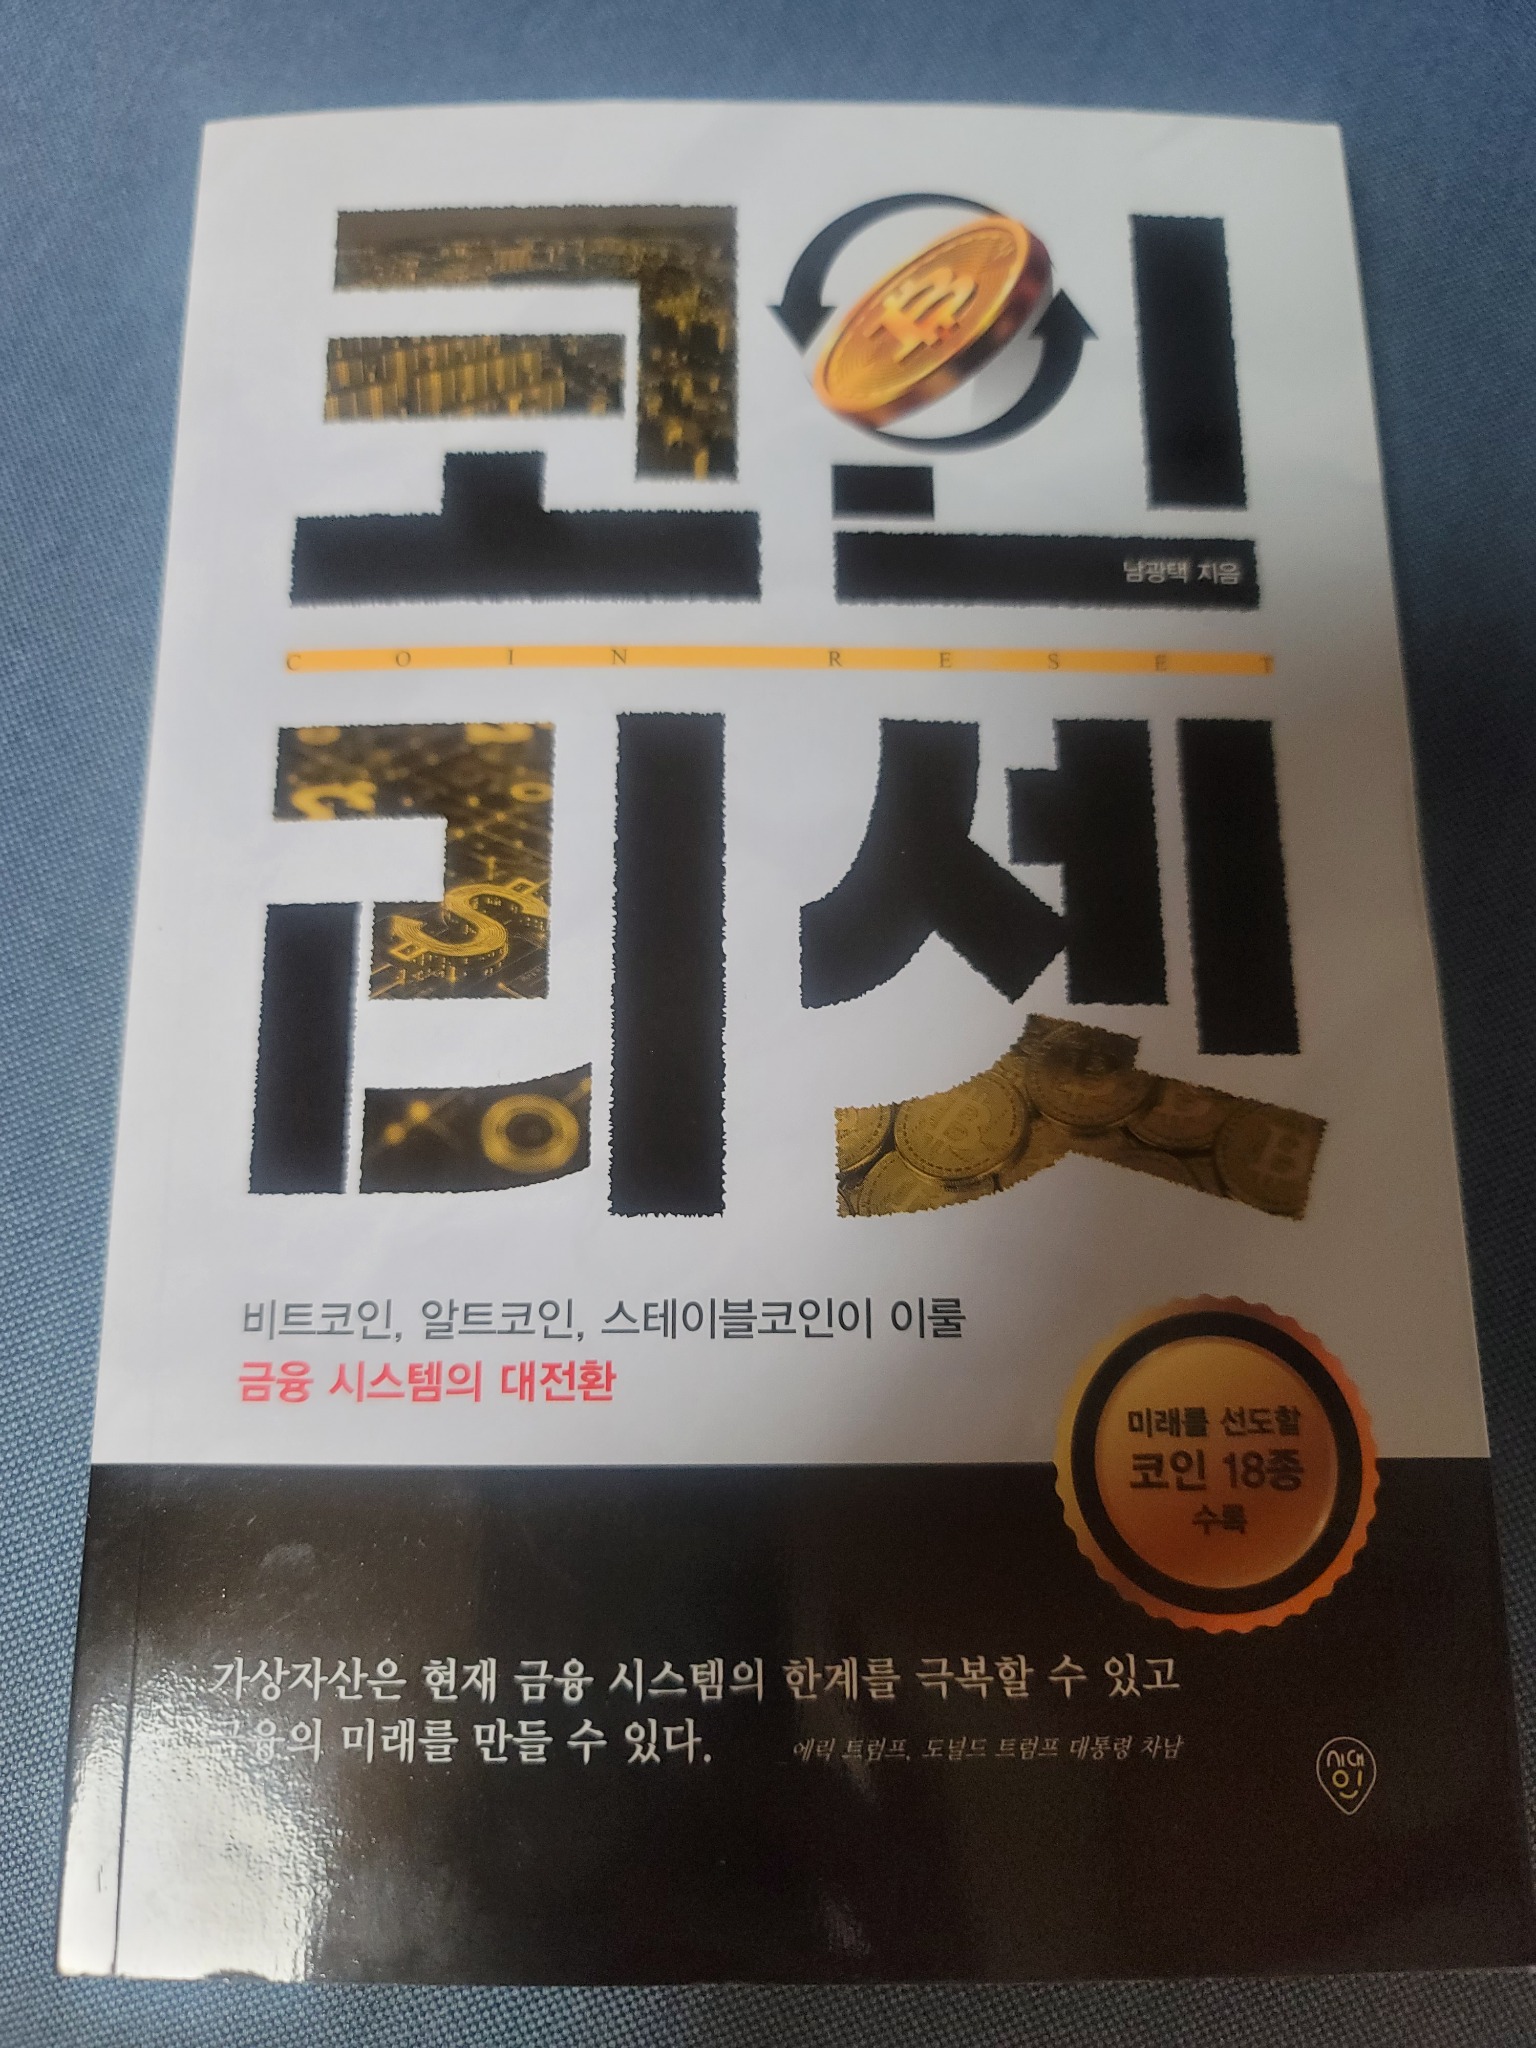 코인
남광택 지음
COIN RESET
리셋
비트코인, 알트코인, 스테이블코인이 이룰
금융 시스템의 대전환
미래를 선도할
코인 18종
수록
가상자산은 현재 금융 시스템의 한계를 극복할 수 있고
금융의 미래를 만들 수 있다.
에릭 트럼프, 도널드 트럼프 대통령 차남
시대
인